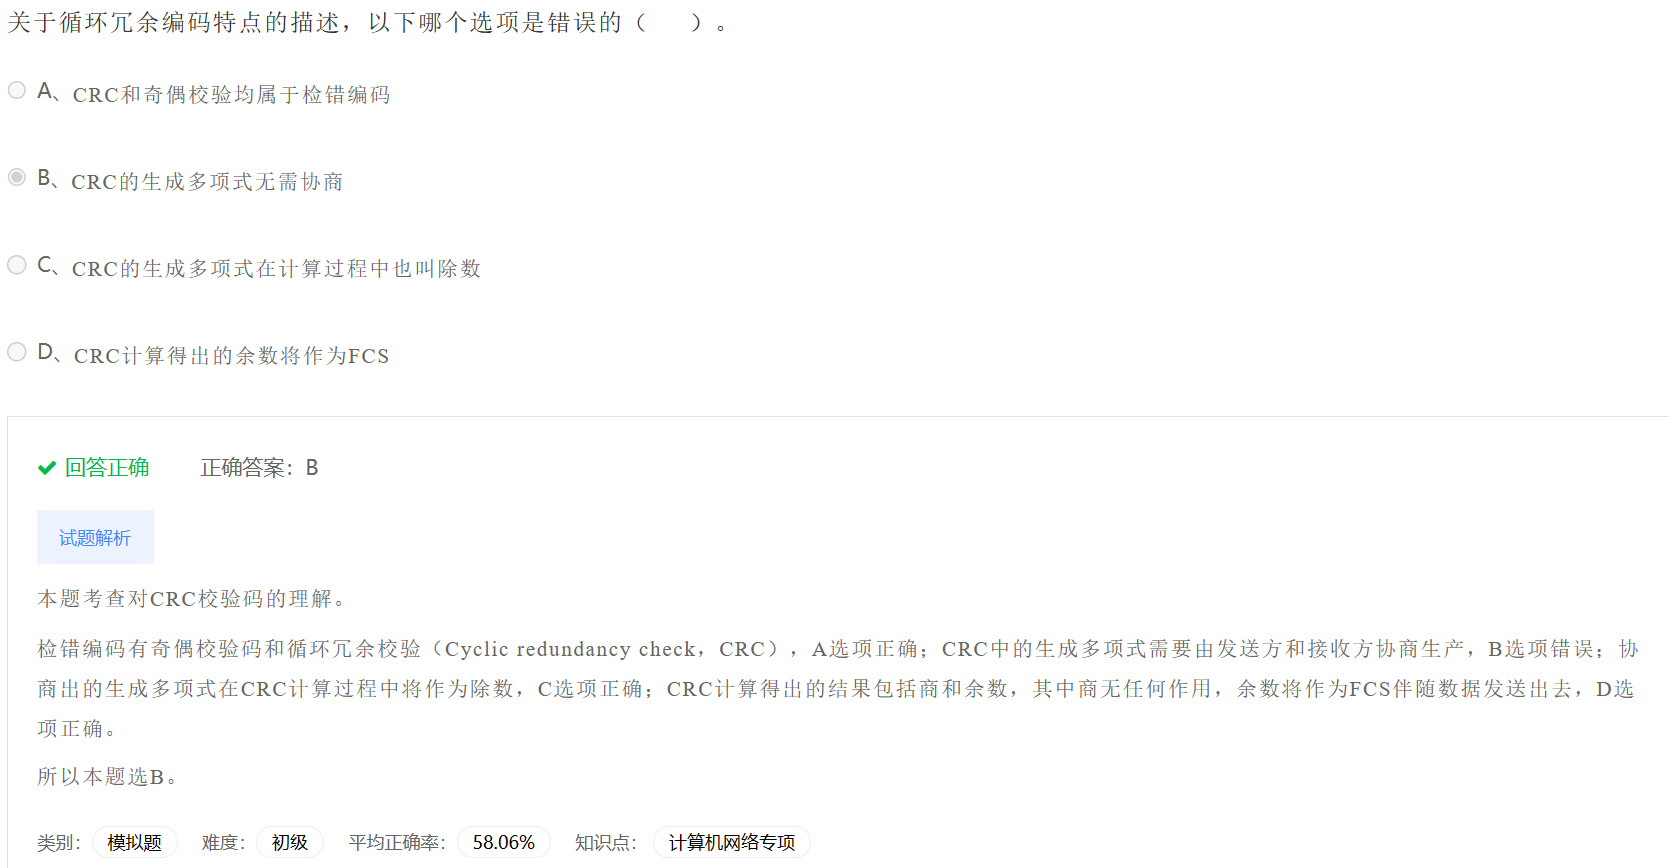 关于循环冗余编码特点的描述，以下哪个选项是错误的（　　）。
A、CRC和奇偶校验均属于检错编码
B、CRC的生成多项式无需协商
C、CRC的生成多项式在计算过程中也叫除数
D、CRC计算得出的余数将作为FCS
回答正确 正确答案：B
试题解析
本题考查对CRC校验码的理解。
检错编码有奇偶校验码和循环冗余校验（Cyclic redundancy check，CRC），A选项正确；CRC中的生成多项式需要由发送方和接收方协商生产，B选项错误；协
商出的生成多项式在CRC计算过程中将作为除数，C选项正确；CRC计算得出的结果包括商和余数，其中商无任何作用，余数将作为FCS伴随数据发送出去，D选
项正确。
所以本题选B。
类别： 模拟题 难度： 初级 平均正确率： 58.06% 知识点： 计算机网络专项